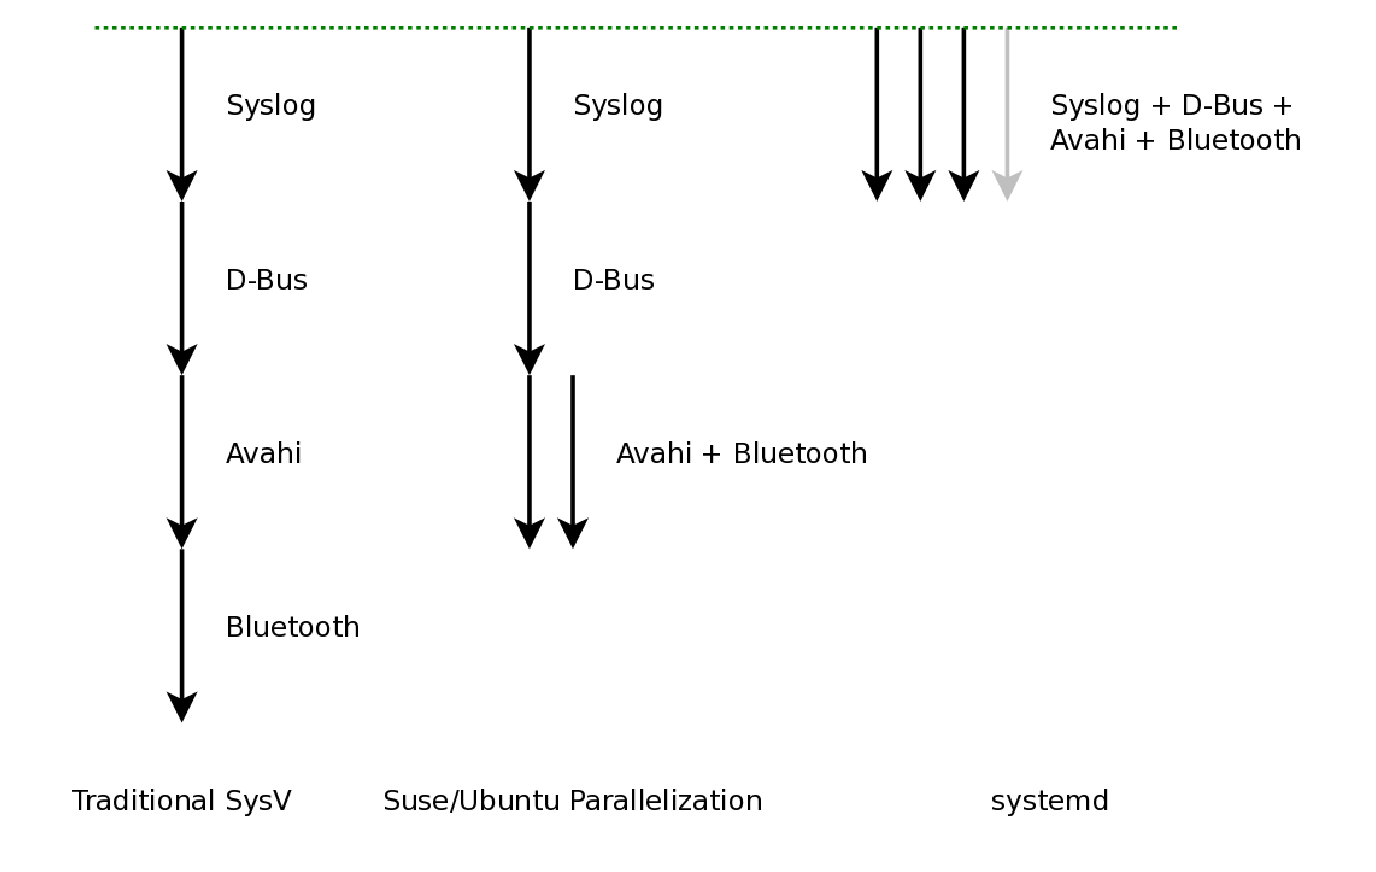 Syslog
Syslog
Syslog + D-Bus +
Avahi + Bluetooth
D-Bus
D-Bus
Avahi
Avahi + Bluetooth
Bluetooth
Traditional SysV
Suse/Ubuntu Parallelization
systemd